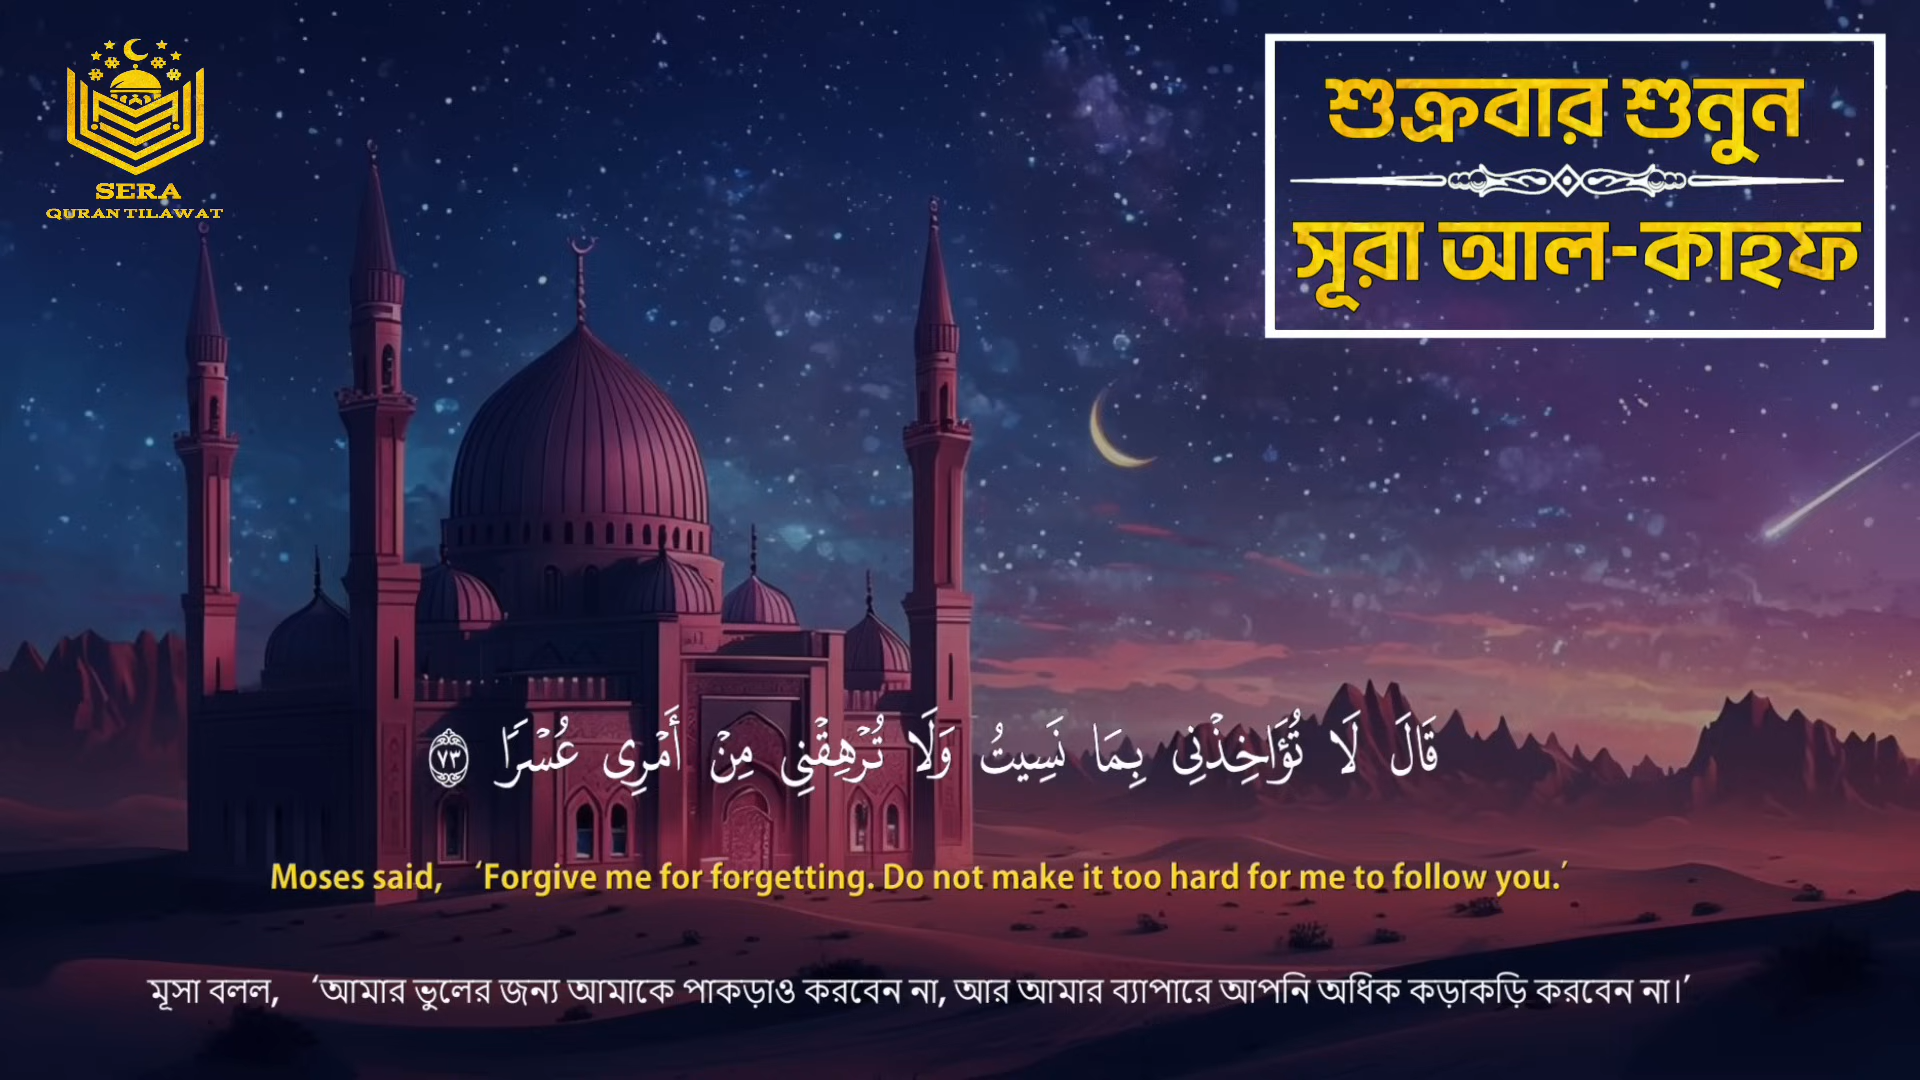 SERA
QURAN TILAWAT
শুক্রবার শুনুন
সূরা আল-কাহফ
قَالَ لَا تُؤَاخِذْنِى بِمَا نَسِيتُ وَلَا تُرْهِقْنِى مِنْ أَمْرِى عُسْرًا ٧٣
Moses said, ‘Forgive me for forgetting. Do not make it too hard for me to follow you.’
মূসা বলল, ‘আমার ভুলের জন্য আমাকে পাকড়াও করবেন না, আর আমার ব্যাপারে আপনি অধিক কড়াকড়ি করবেন না।’